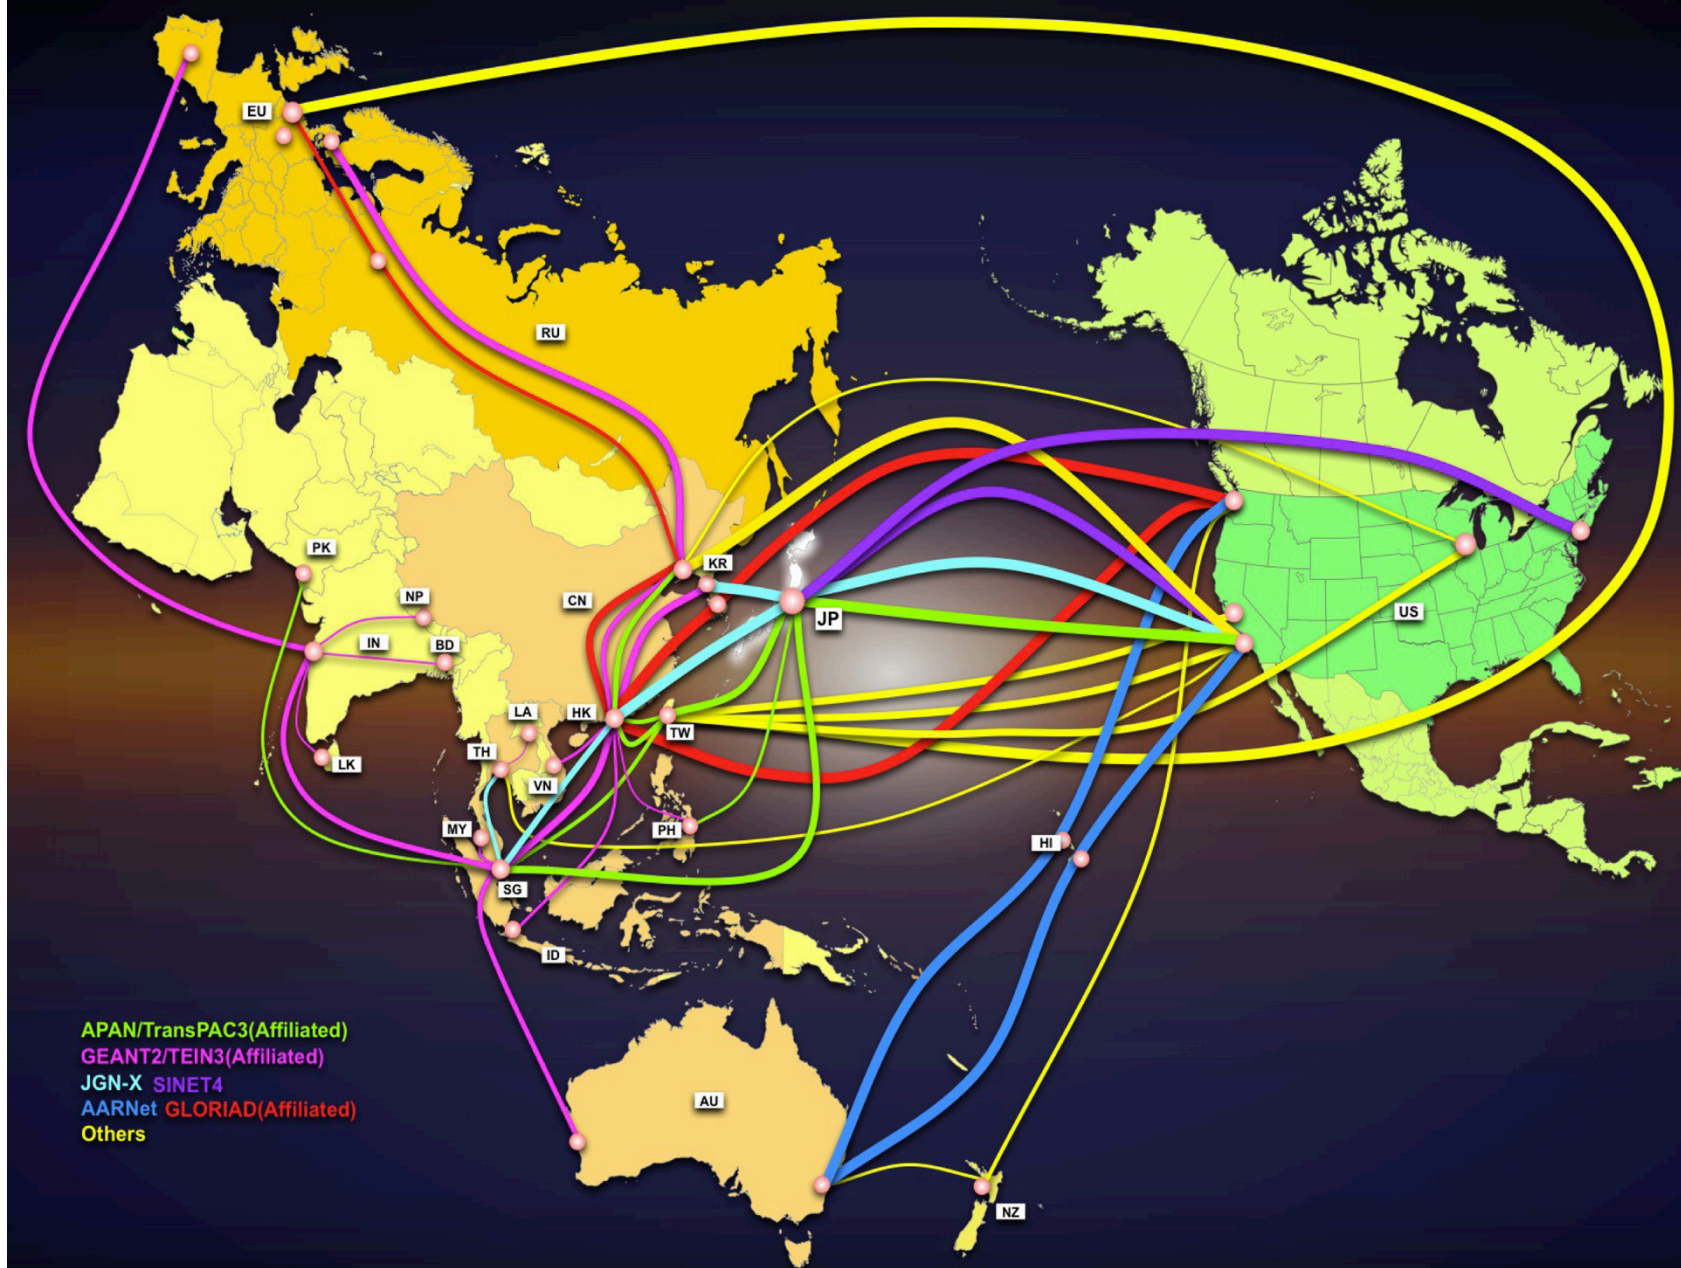 EU
RU
PK
KR
NP
CN
JP
US
IN
BD
LA
HK
TW
TH
LK
VN
MY
PH
HI
SG
ID
APAN/TransPAC3(Affiliated)
GEANT2/TEIN3(Affiliated)
JGN-X SINET4
AARNet GLORIAD(Affiliated)
Others
AU
NZ